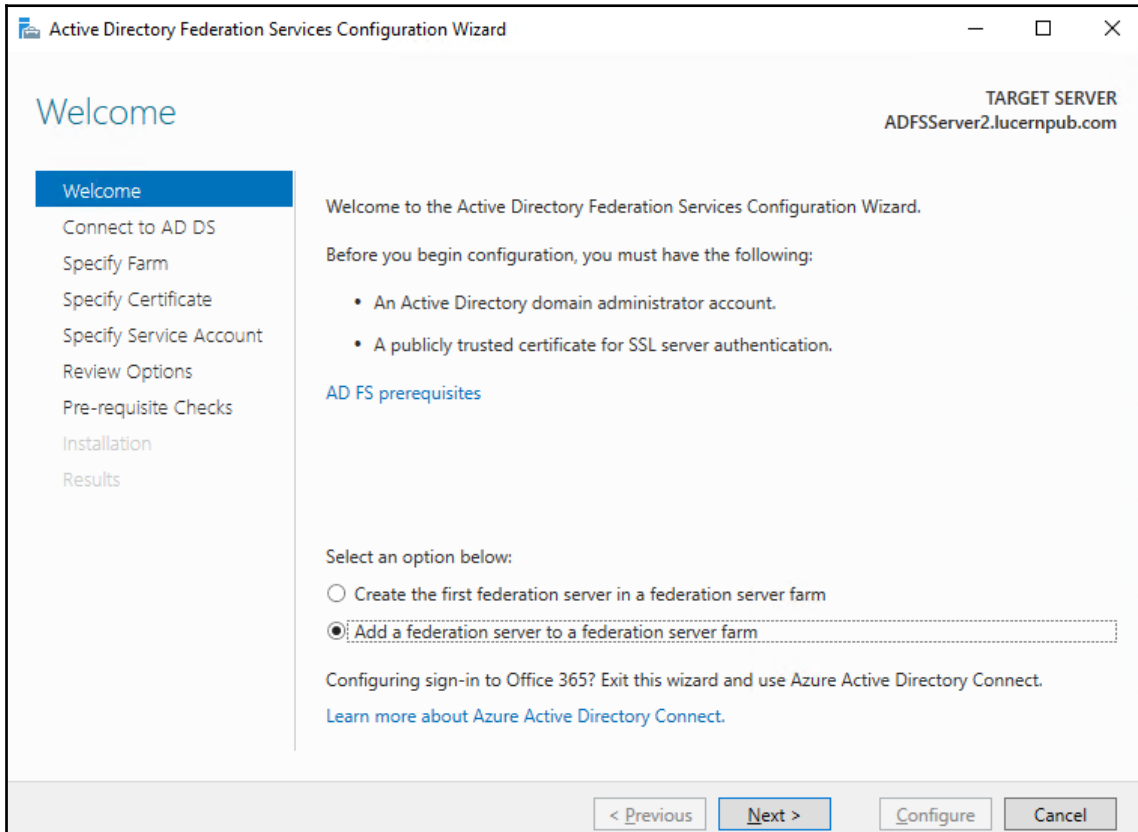 Active Directory Federation Services Configuration Wizard
Welcome
TARGET SERVER
ADFSServer2.lucernpub.com
Welcome
Connect to AD DS
Specify Farm
Specify Certificate
Specify Service Account
Review Options
Pre-requisite Checks
Installation
Results
Welcome to the Active Directory Federation Services Configuration Wizard.
Before you begin configuration, you must have the following:
• An Active Directory domain administrator account.
• A publicly trusted certificate for SSL server authentication.
AD FS prerequisites
Select an option below:
Create the first federation server in a federation server farm
Add a federation server to a federation server farm
Configuring sign-in to Office 365? Exit this wizard and use Azure Active Directory Connect.
Learn more about Azure Active Directory Connect.
< Previous
Next >
Configure
Cancel